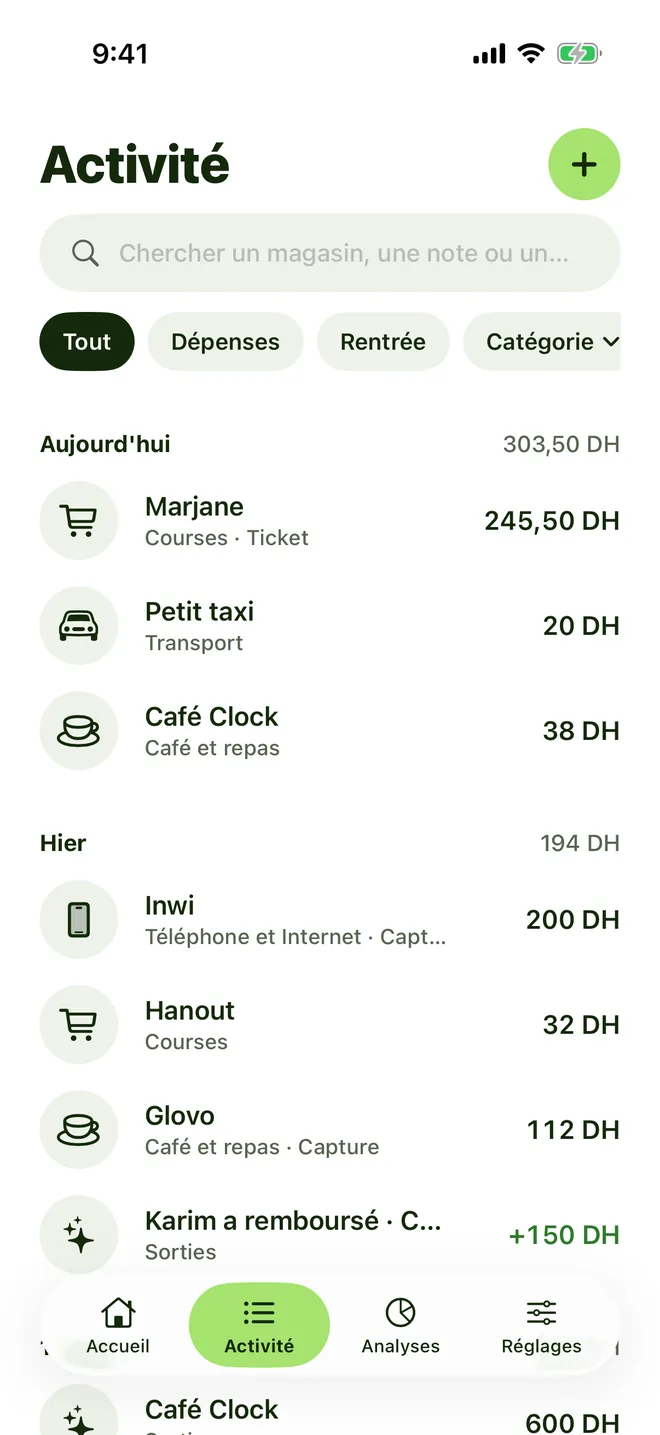 9:41
Activité
Chercher un magasin, une note ou un...
Tout
Dépenses
Rentrée
Catégorie
Aujourd'hui
303,50 DH
Marjane
Courses · Ticket
245,50 DH
Petit taxi
Transport
20 DH
Café Clock
Café et repas
38 DH
Hier
194 DH
Inwi
Téléphone et Internet · Capt...
200 DH
Hanout
Courses
32 DH
Glovo
Café et repas · Capture
112 DH
Karim a remboursé · C...
Sorties
+150 DH
Accueil
Activité
Analyses
Réglages
Café Clock
600 DH